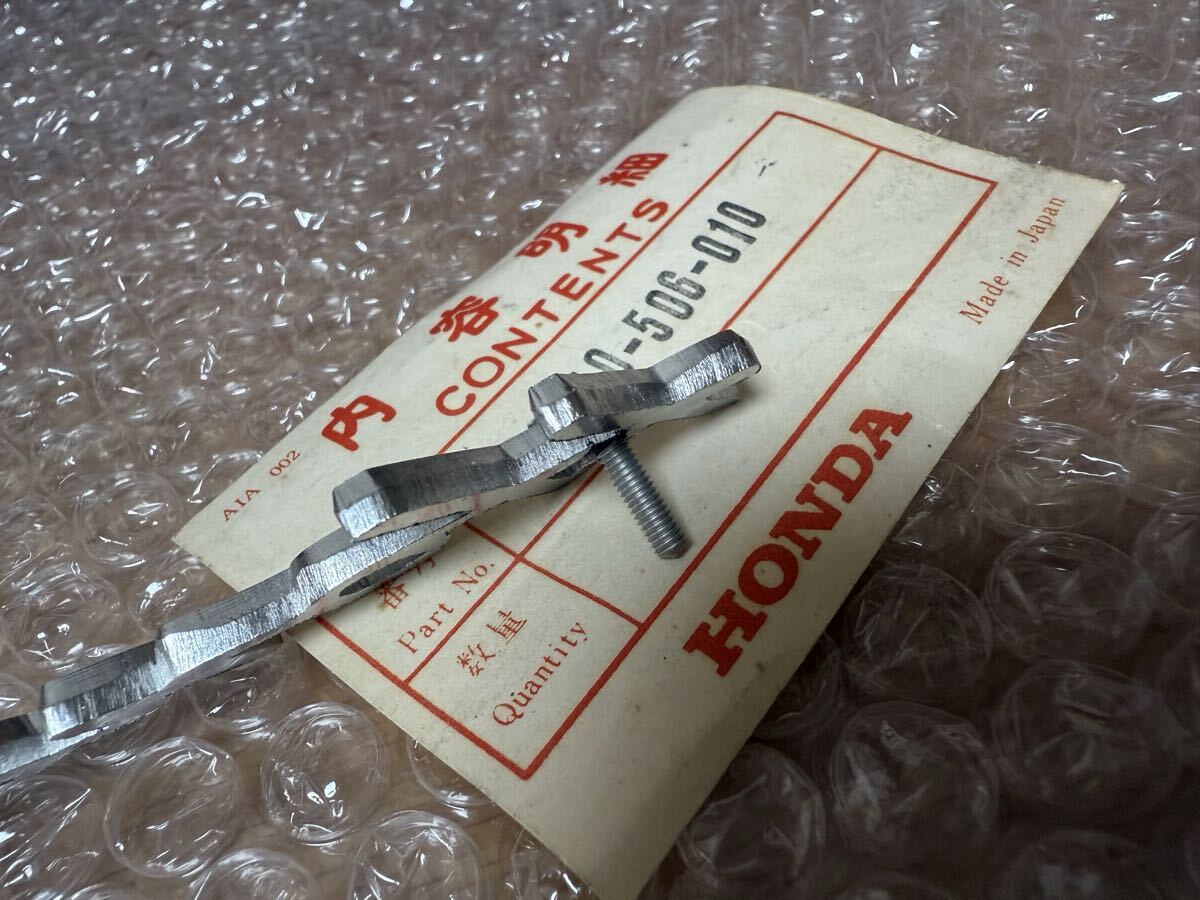 AIA 002
内容明細
CONTENTS
Part No.
0-506-010
数量
Quantity
HONDA
Made in Japan